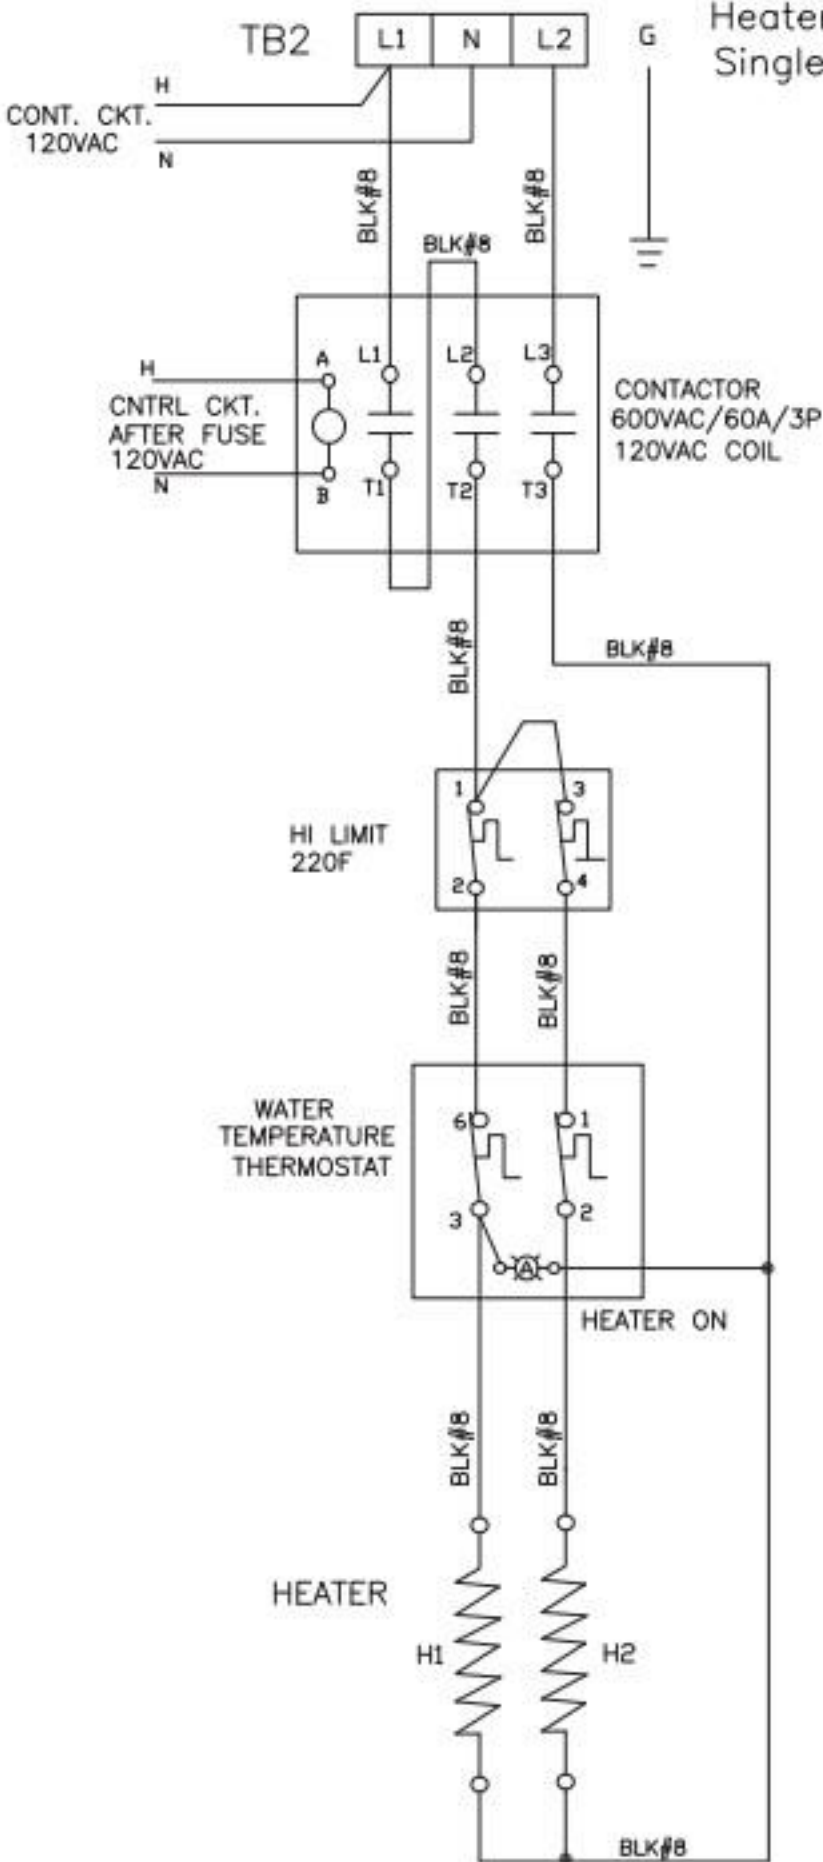 Heater
Single
TB2
L1 N L2
G
H
CONT. CKT.
120VAC
N
BLK#8
BLK#8
BLK#8
H
CNTRL CKT.
AFTER FUSE
120VAC
N
A
B
L1
L2
L3
T1
T2
T3
CONTACTOR
600VAC/60A/3P
120VAC COIL
BLK#8
BLK#8
1
3
HI LIMIT
220F
2
4
BLK#8
BLK#8
WATER
TEMPERATURE
THERMOSTAT
6
1
3
2
A
HEATER ON
BLK#8
BLK#8
HEATER
H1
H2
BLK#8